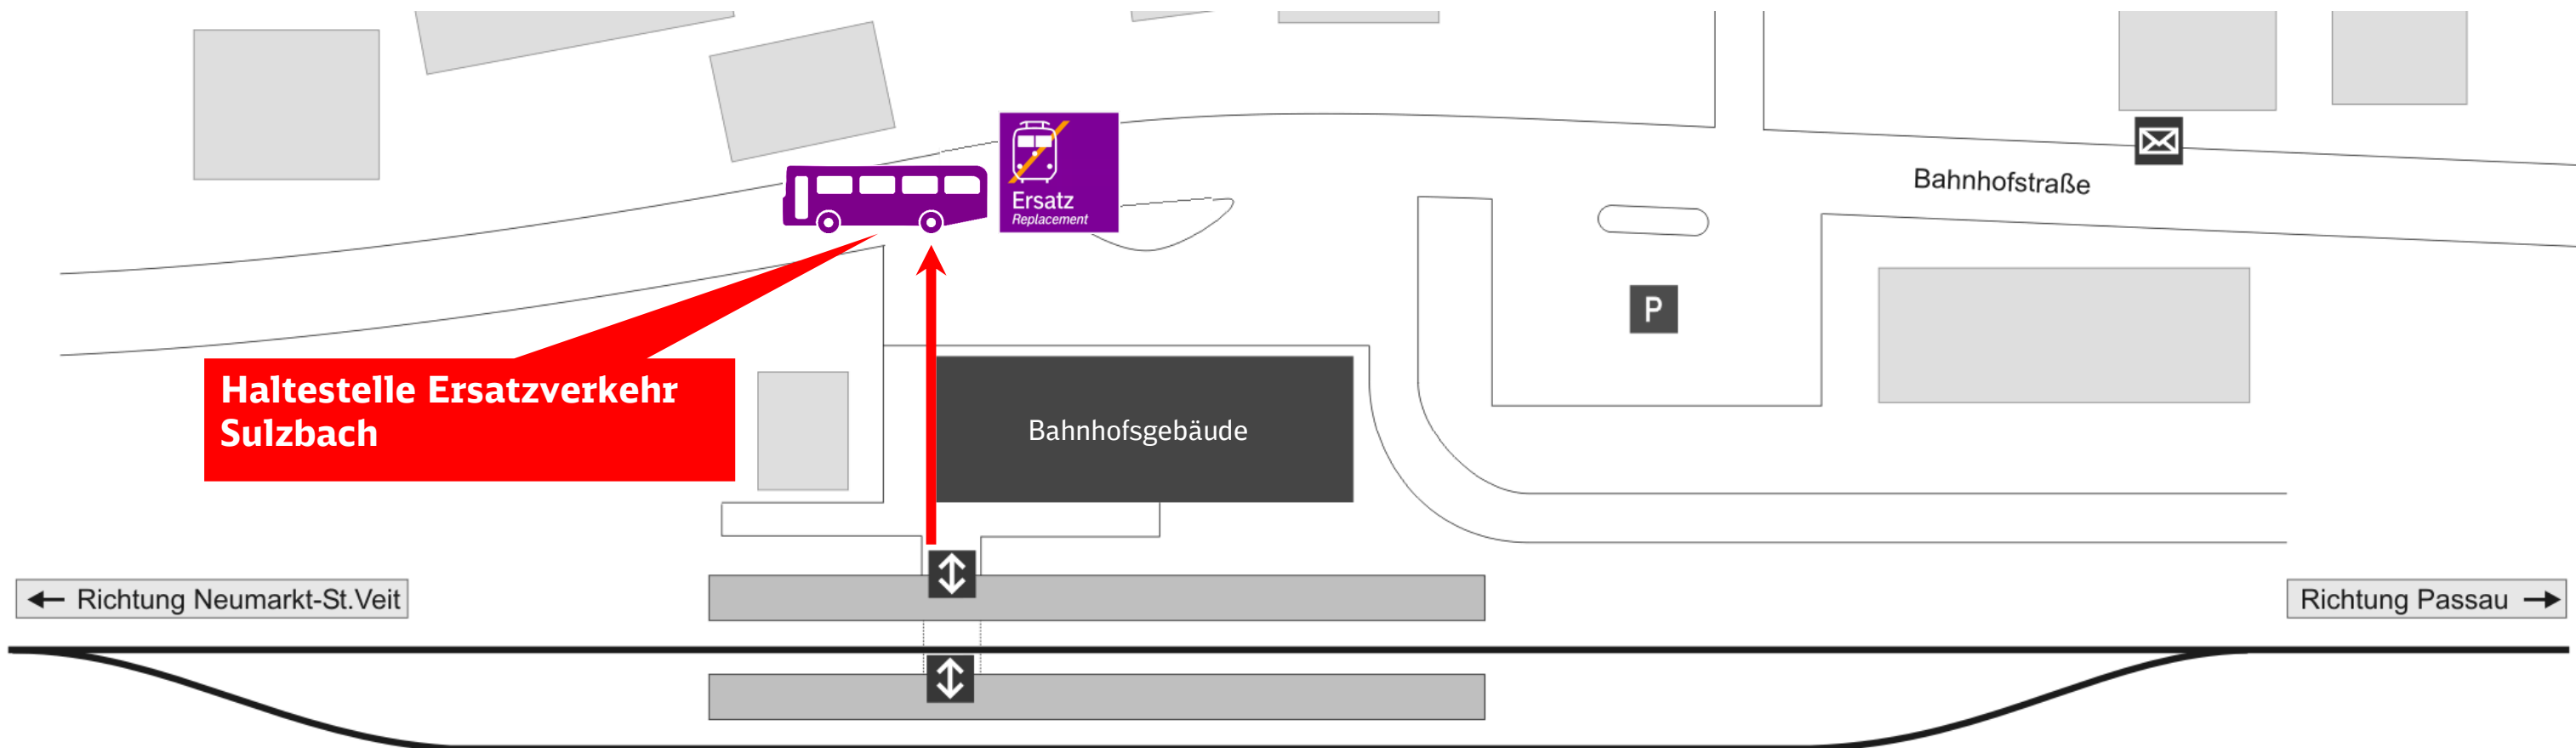 Ersatz
Replacement
Bahnhofstraße
P
Haltestelle Ersatzverkehr
Sulzbach
Bahnhofsgebäude
Richtung Neumarkt-St.Veit
Richtung Passau